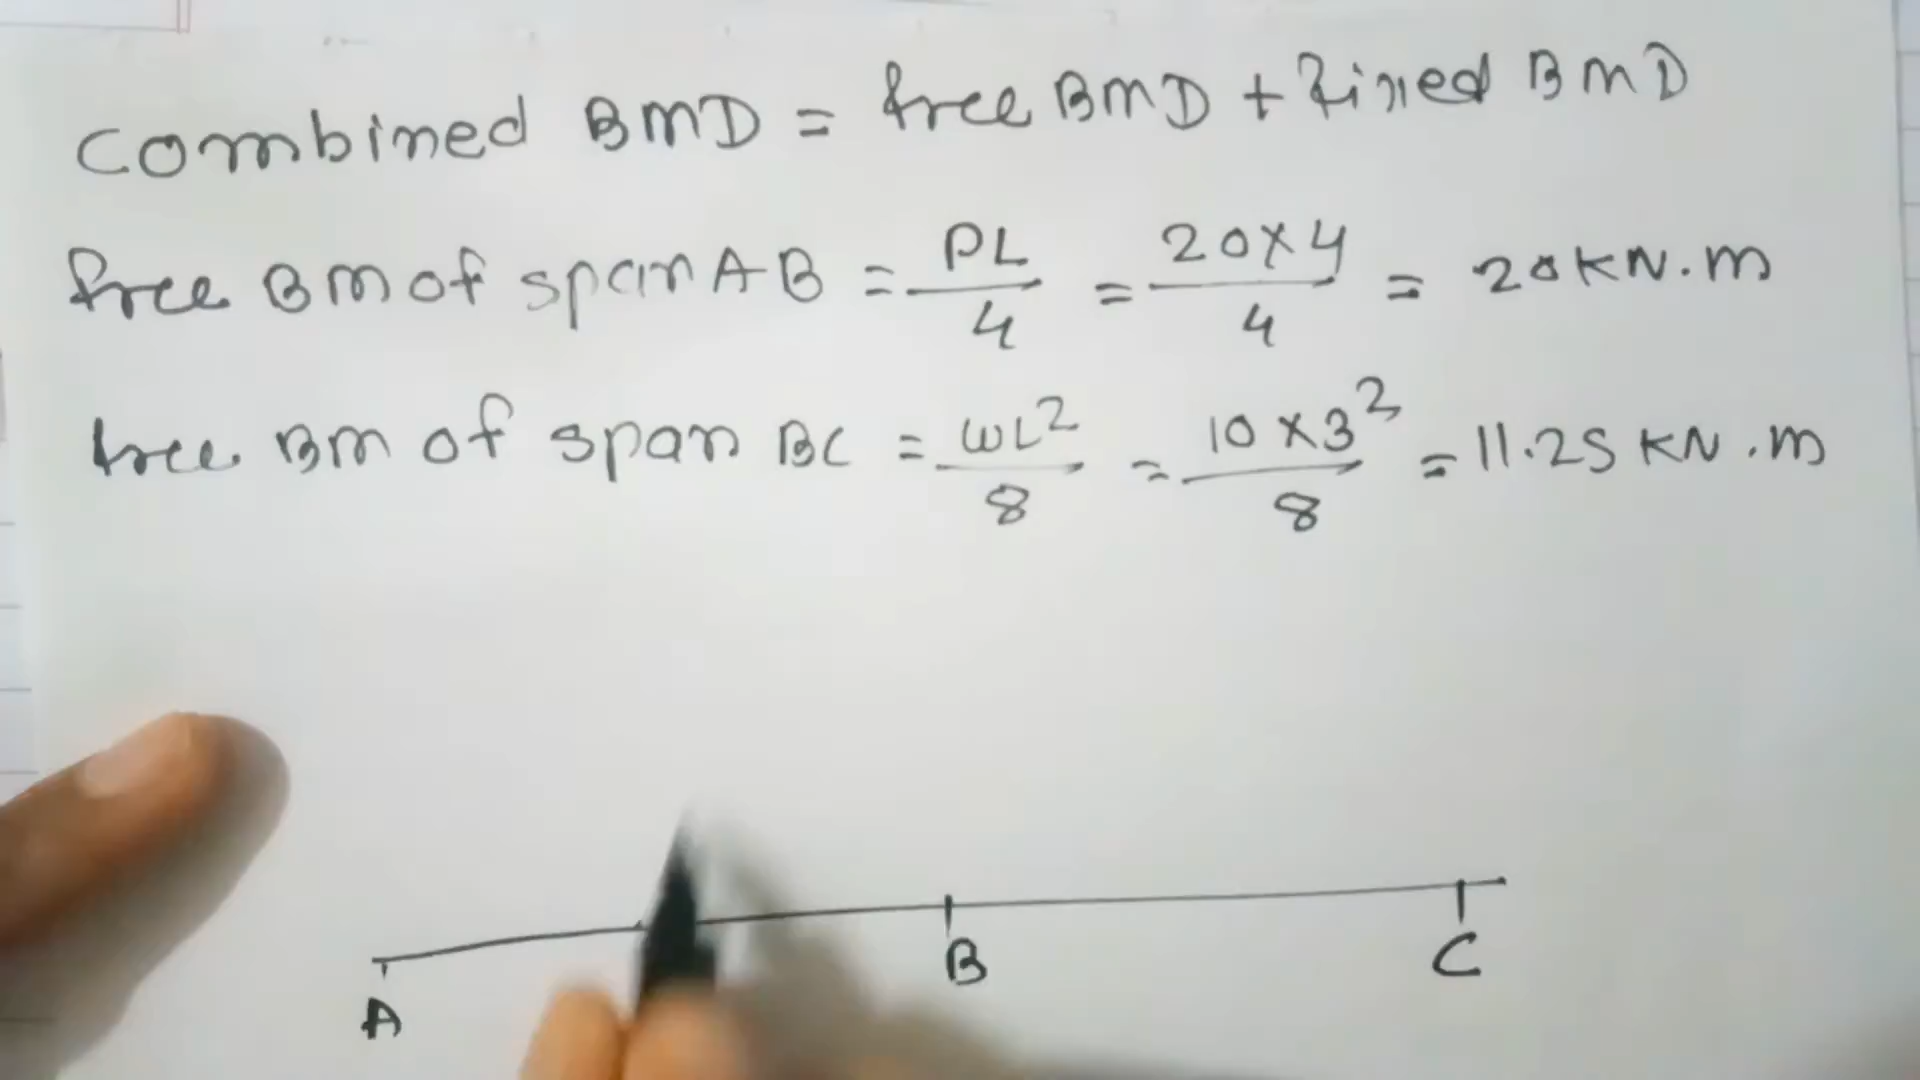 Combined BMD = free BMD + fixed BMD
free BM of span AB = PL/4 = 20×4/4 = 20 KN.m
free BM of span BC = WL²/8 = 10×3²/8 = 11.25 KN.m
A B C